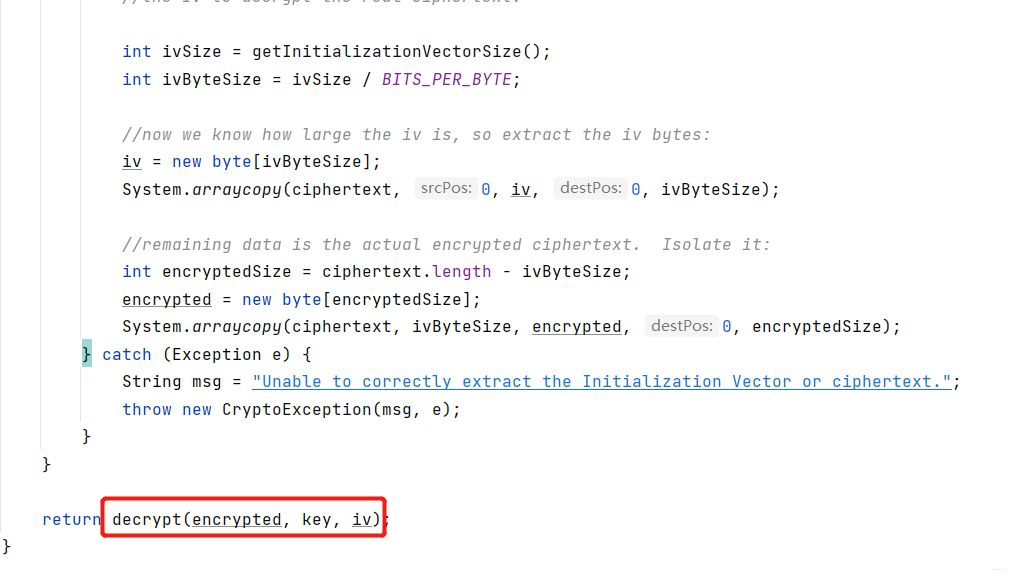 //the IV to decrypt the real ciphertext.
int ivSize = getInitializationVectorSize();
int ivByteSize = ivSize / BITS_PER_BYTE;
//now we know how large the iv is, so extract the iv bytes:
iv = new byte[ivByteSize];
System.arraycopy(ciphertext, srcPos: 0, iv, destPos: 0, ivByteSize);
//remaining data is the actual encrypted ciphertext.  Isolate it:
int encryptedSize = ciphertext.length - ivByteSize;
encrypted = new byte[encryptedSize];
System.arraycopy(ciphertext, ivByteSize, encrypted, destPos: 0, encryptedSize);
} catch (Exception e) {
String msg = "Unable to correctly extract the Initialization Vector or ciphertext.";
throw new CryptoException(msg, e);
}
}
return decrypt(encrypted, key, iv);
}